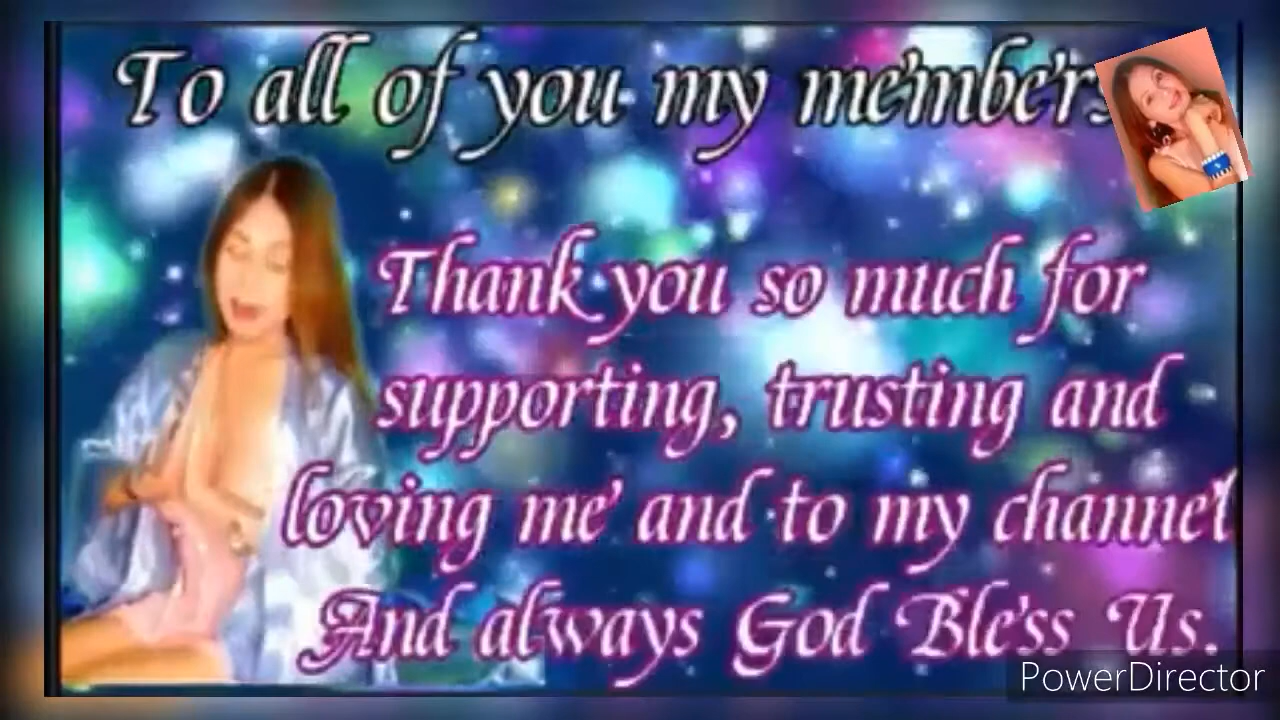 To all of you my members
Thank you so much for
supporting, trusting and
loving me and to my channel
And always God Bless Us.
PowerDirector